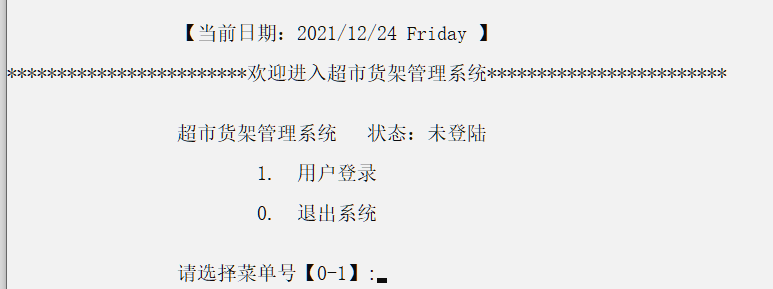 【当前日期：2021/12/24 Friday 】
************************欢迎进入超市货架管理系统************************
超市货架管理系统 状态：未登陆
1. 用户登录
0. 退出系统
请选择菜单号【0-1】: